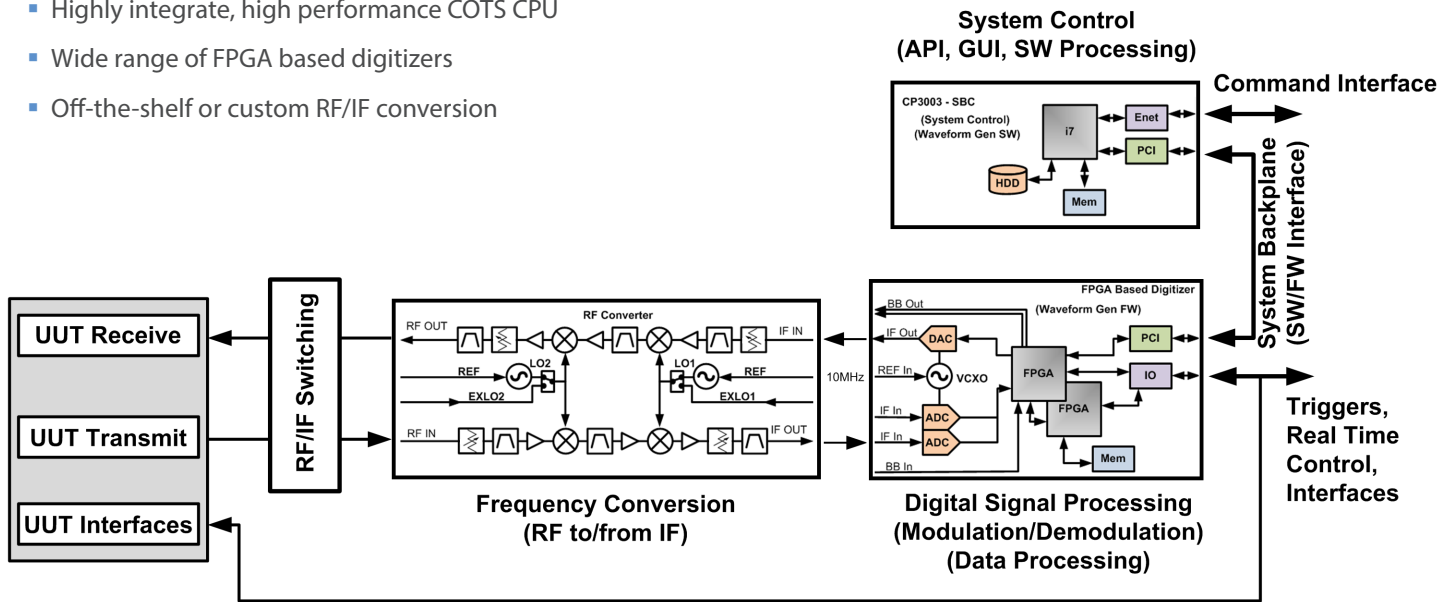 Highly integrate, high performance COTS CPU
Wide range of FPGA based digitizers
Off-the-shelf or custom RF/IF conversion
System Control
(API, GUI, SW Processing)
Command Interface
CP3003 - SBC
(System Control)
(Waveform Gen SW)
i7
Enet
PCI
HDD
Mem
System Backplane
(SW/FW Interface)
UUT Receive
UUT Transmit
UUT Interfaces
RF/IF Switching
RF Converter
RF OUT
IF IN
LO2
LO1
REF
REF
EXLO2
EXLO1
RF IN
IF OUT
Frequency Conversion
(RF to/from IF)
10MHz
FPGA Based Digitizer
(Waveform Gen FW)
BB Out
IF Out
DAC
REF In
VCXO
IF In
ADC
IF In
ADC
BB In
FPGA
FPGA
PCI
IO
Mem
Digital Signal Processing
(Modulation/Demodulation)
(Data Processing)
Triggers,
Real Time
Control,
Interfaces